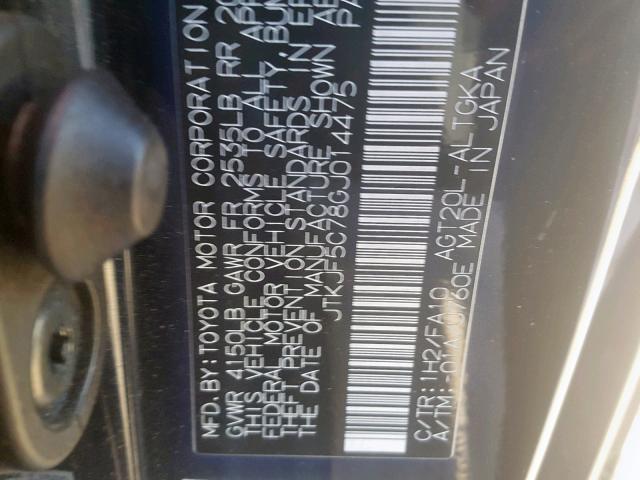 MFD. BY: TOYOTA MOTOR CORPORATION
GVWR 4150LB GAWR FR 2535LB RR
THIS VEHICLE CONFORMS TO ALL
FEDERAL MOTOR VEHICLE SAFETY, BUM
THEFT PREVENTION STANDARDS IN
THE DATE OF MANUFACTURE SHOWN
JTKJF5C78GJ014475
C/TR: 1H2/FA10 AGT20L-ALTGKA
A/TM: MADE IN JAPAN